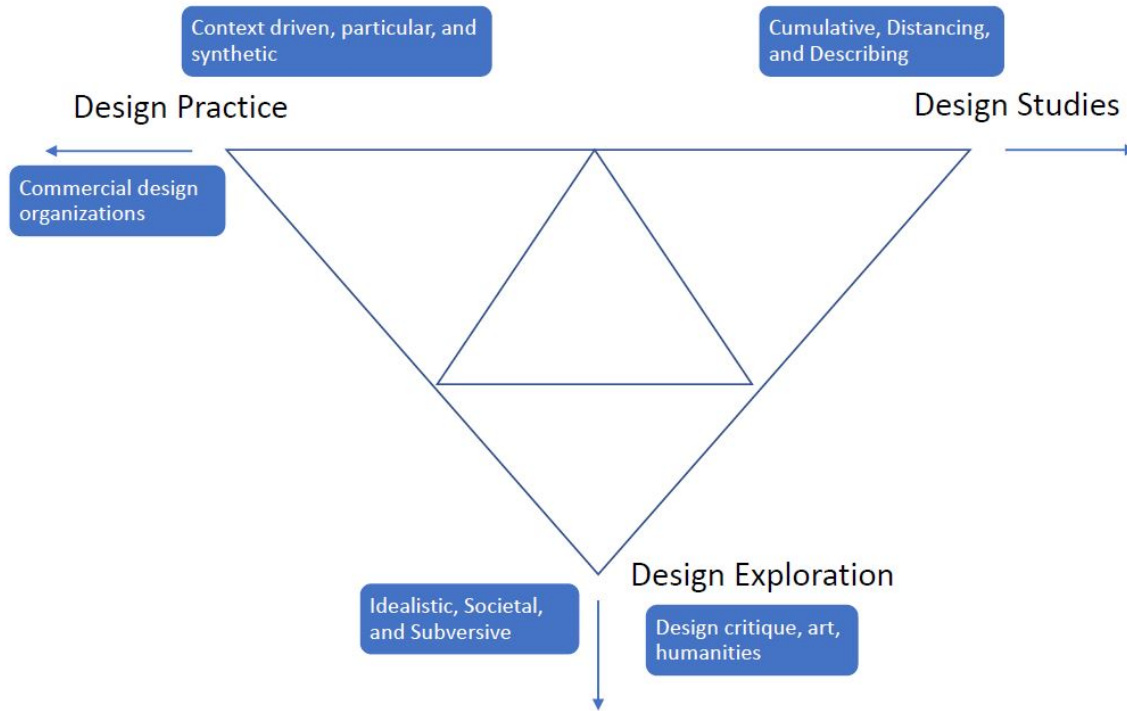 Context driven, particular, and
synthetic
Cumulative, Distancing,
and Describing
Design Practice
Design Studies
Commercial design
organizations
Design Exploration
Idealistic, Societal,
and Subversive
Design critique, art,
humanities